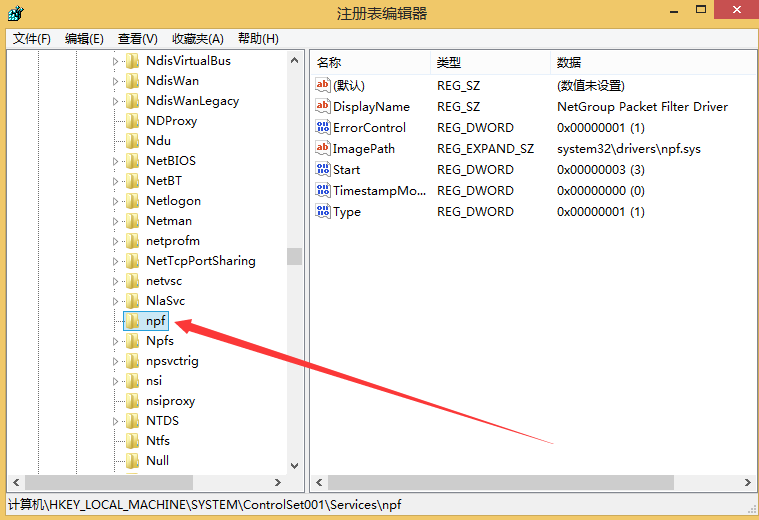 注册表编辑器
文件(F) 编辑(E) 查看(V) 收藏夹(A) 帮助(H)
NdisVirtualBus
NdisWan
NdisWanLegacy
NDProxy
Ndu
NetBIOS
NetBT
Netlogon
Netman
netprofm
NetTcpPortSharing
netvsc
NlaSvc
npf
Npfs
npsvctrig
nsi
nsiproxy
NTDS
Ntfs
Null
名称 类型 数据
ab (默认) REG_SZ (数值未设置)
ab DisplayName REG_SZ NetGroup Packet Filter Driver
ErrorControl REG_DWORD 0x00000001 (1)
ab ImagePath REG_EXPAND_SZ system32\drivers\npf.sys
Start REG_DWORD 0x00000003 (3)
TimestampMo... REG_DWORD 0x00000000 (0)
Type REG_DWORD 0x00000001 (1)
计算机\HKEY_LOCAL_MACHINE\SYSTEM\ControlSet001\Services\npf